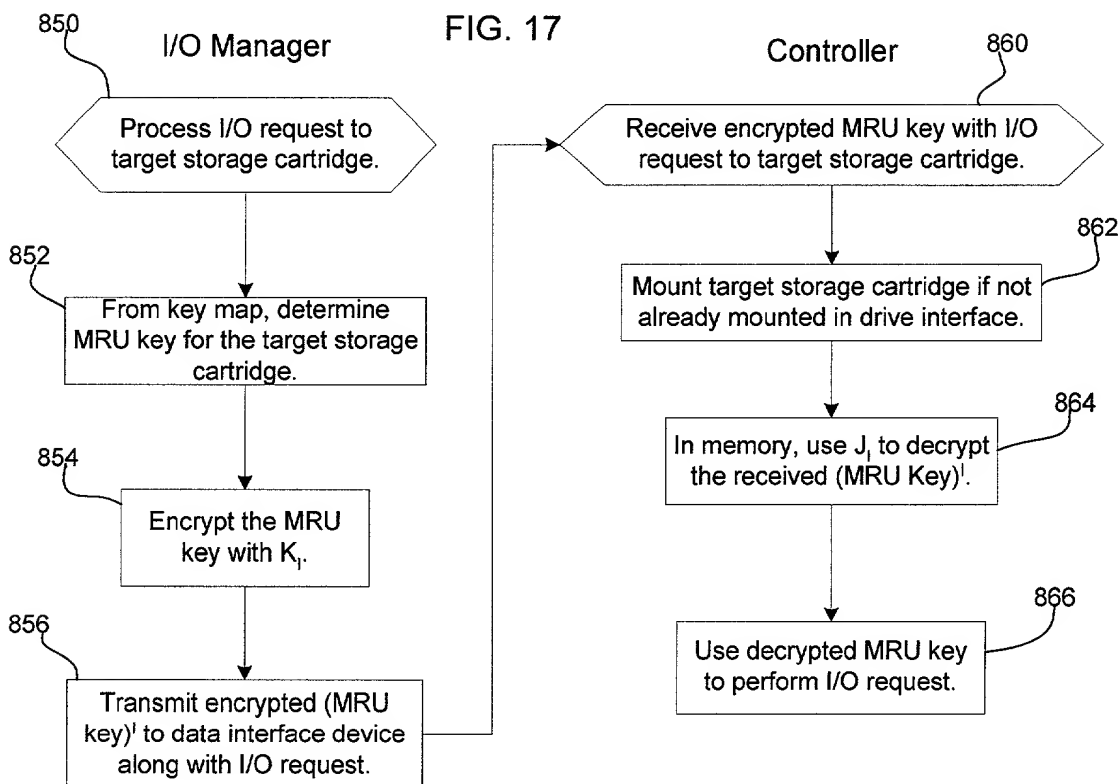 FIG. 17
850
I/O Manager
Process I/O request to
target storage cartridge.
852
From key map, determine
MRU key for the target storage
cartridge.
854
Encrypt the MRU
key with K_I.
856
Transmit encrypted (MRU
key)^I to data interface device
along with I/O request.
Controller
860
Receive encrypted MRU key with I/O
request to target storage cartridge.
862
Mount target storage cartridge if not
already mounted in drive interface.
864
In memory, use J_I to decrypt
the received (MRU Key)^I.
866
Use decrypted MRU key
to perform I/O request.